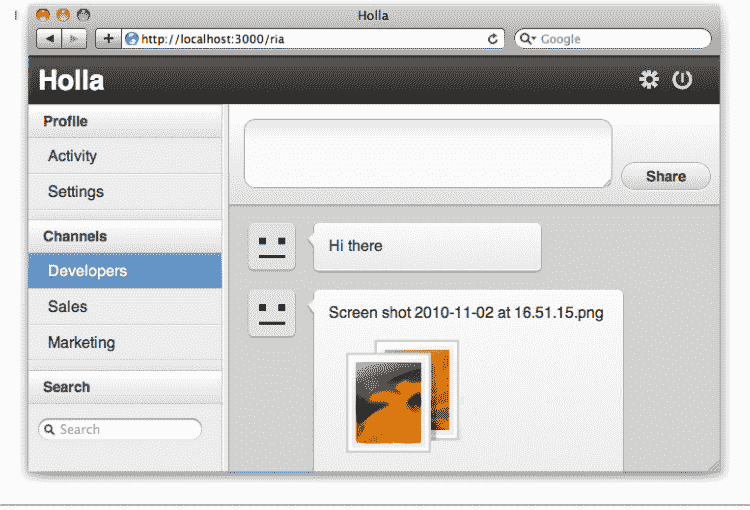 Holla
http://localhost:3000/ria
Google
Holla
Profile
Activity
Settings
Channels
Developers
Sales
Marketing
Search
Search
Share
Hi there
Screen shot 2010-11-02 at 16.51.15.png